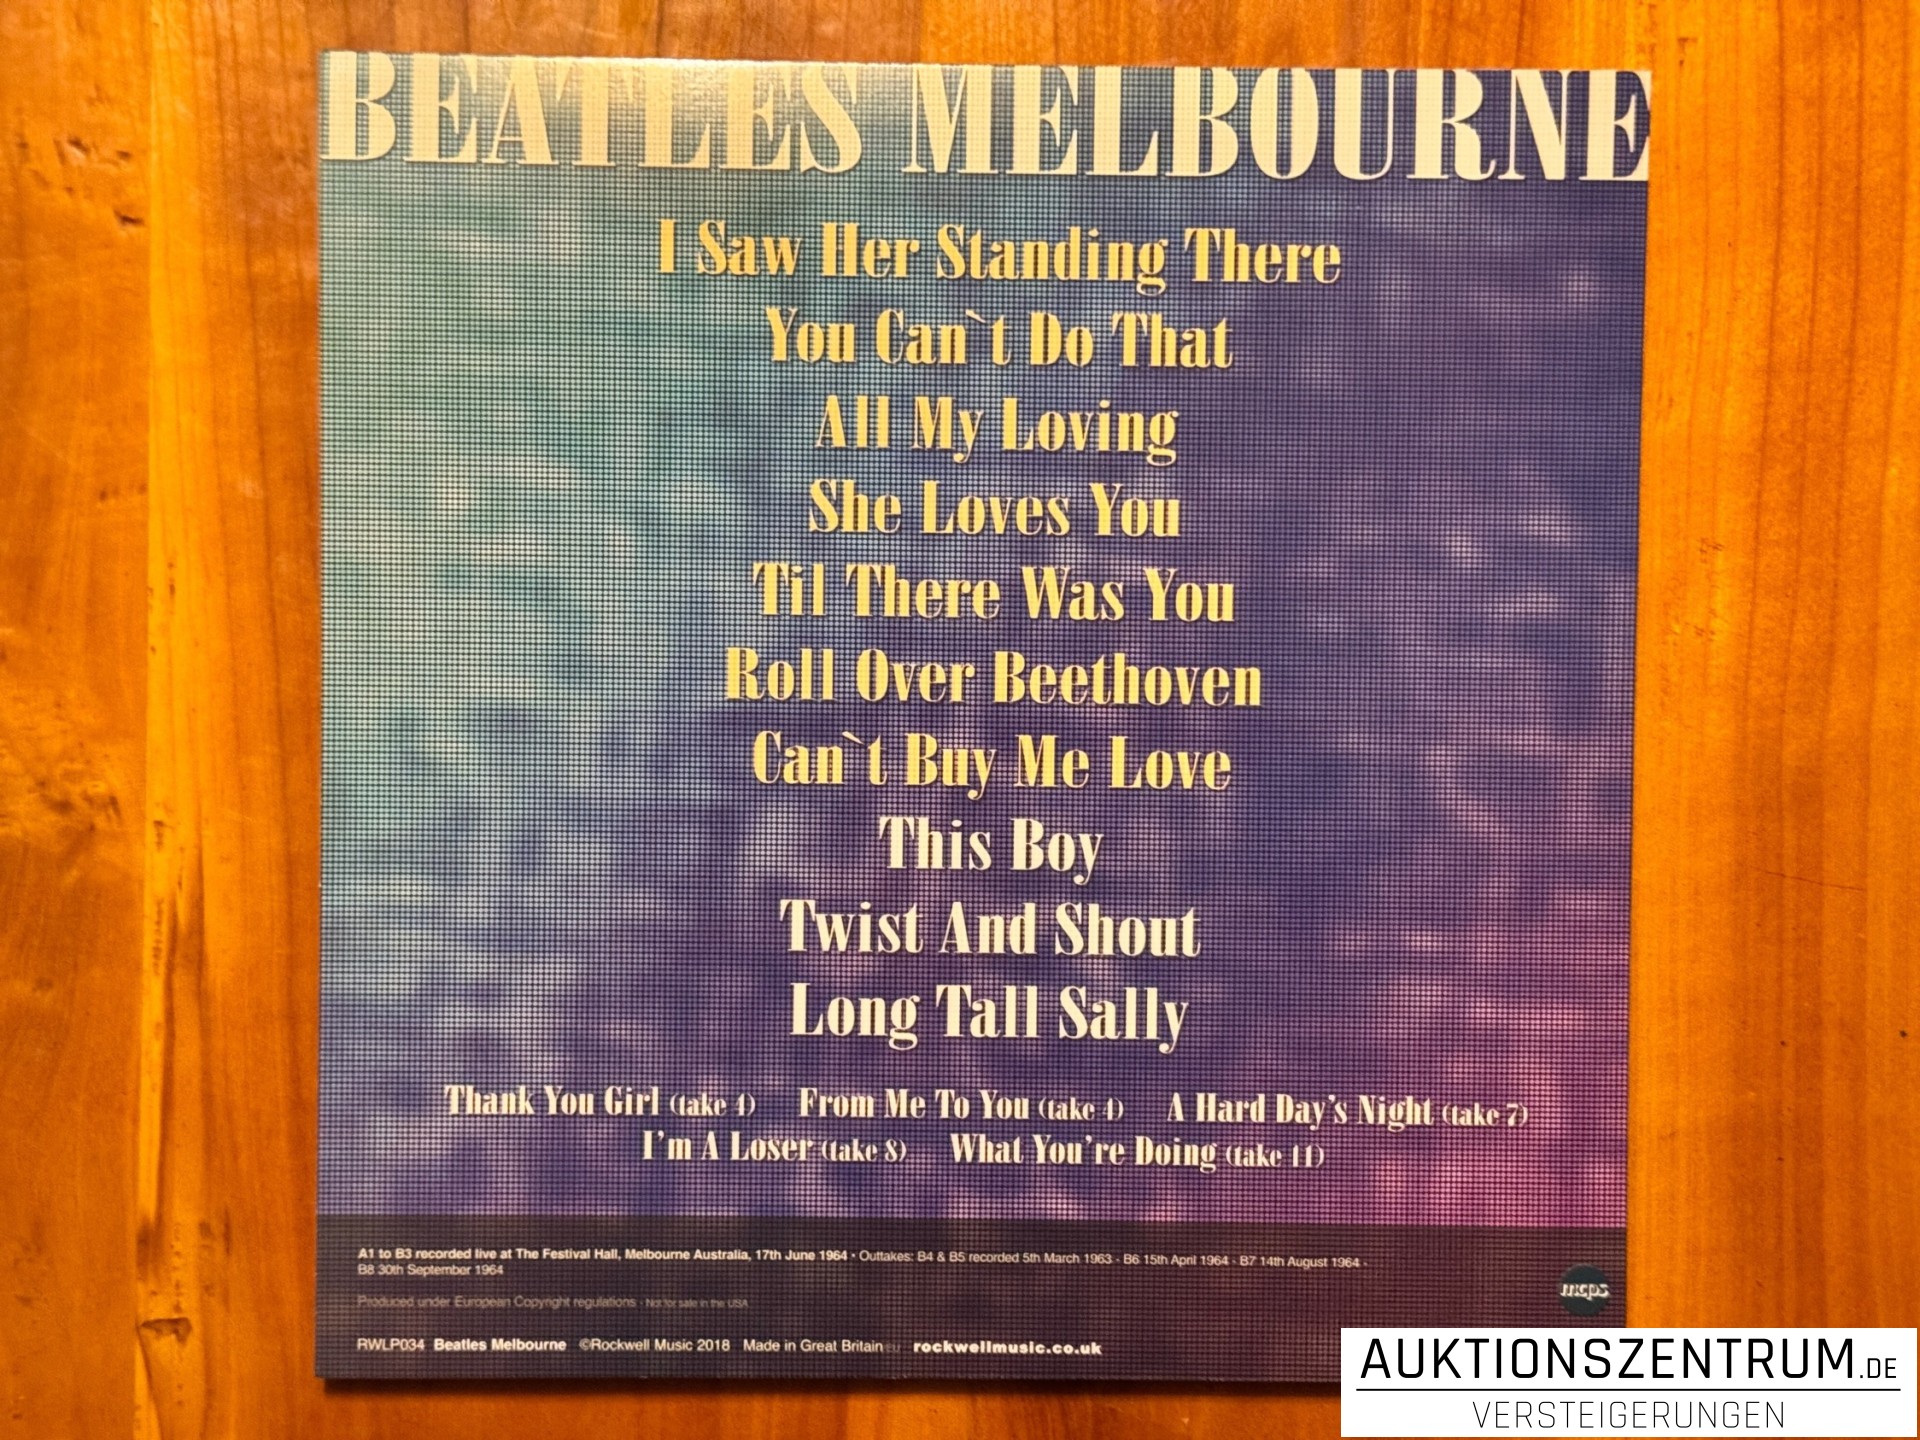 BEATLES MELBOURNE
I Saw Her Standing There
You Can`t Do That
All My Loving
She Loves You
Til There Was You
Roll Over Beethoven
Can`t Buy Me Love
This Boy
Twist And Shout
Long Tall Sally
Thank You Girl (take 4) From Me To You (take 4) A Hard Day's Night (take 7)
I'm A Loser (take 8) What You're Doing (take 11)
A1 to B3 recorded live at The Festival Hall, Melbourne Australia, 17th June 1964 • Outtakes: B4 & B5 recorded 5th March 1963 - B6 15th April 1964 - B7 14th August 1964 -
B8 30th September 1964
Produced under European Copyright regulations - Not for sale in the USA
mcps
RWLP034 Beatles Melbourne ©Rockwell Music 2018 Made in Great Britain eu rockwellmusic.co.uk
AUKTIONSZENTRUM.DE
VERSTEIGERUNGEN